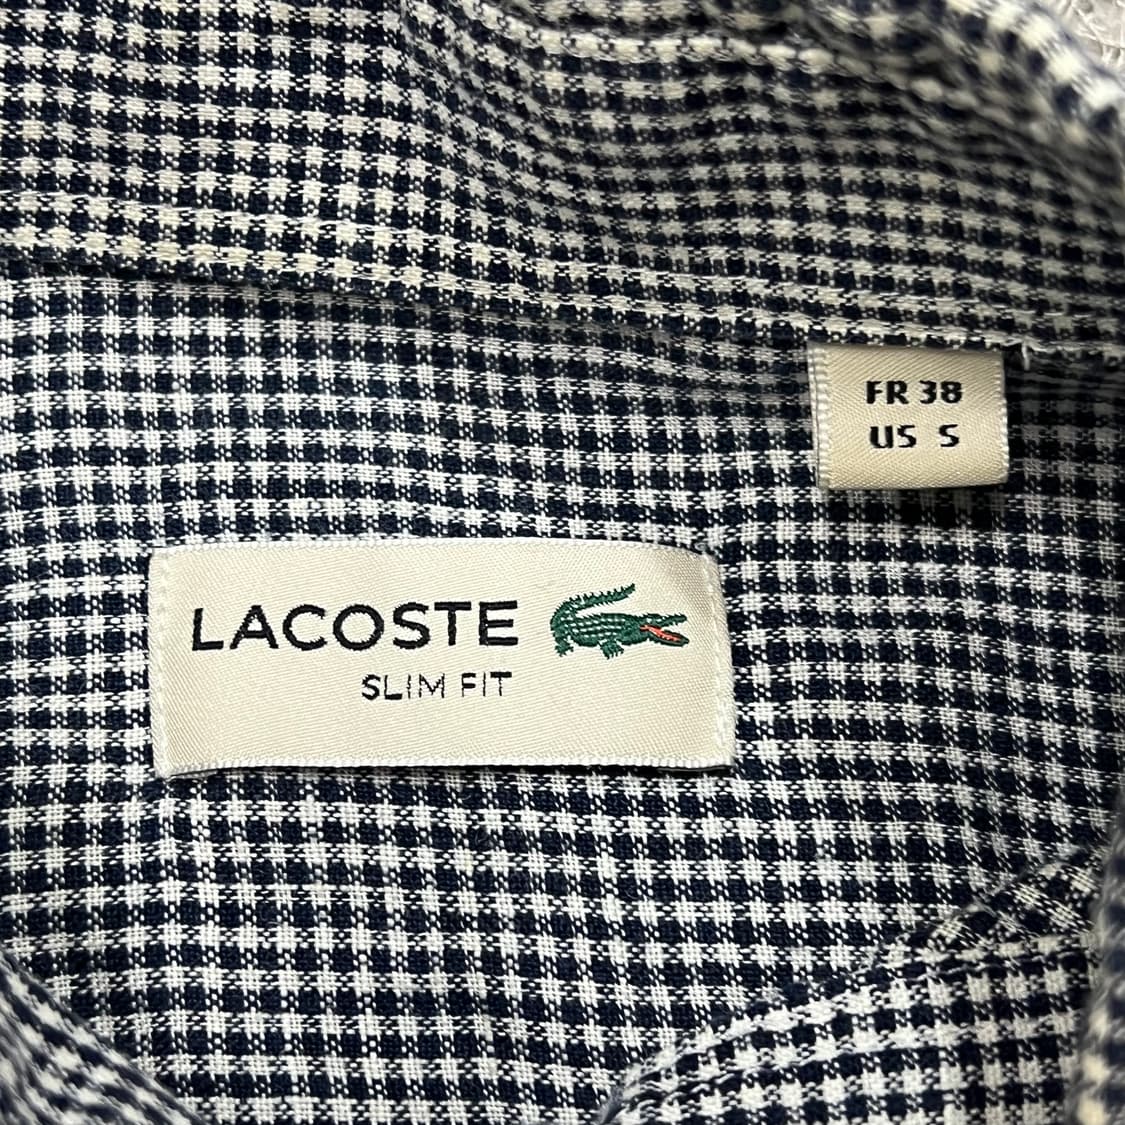 FR 38
US S
LACOSTE
SLIM FIT